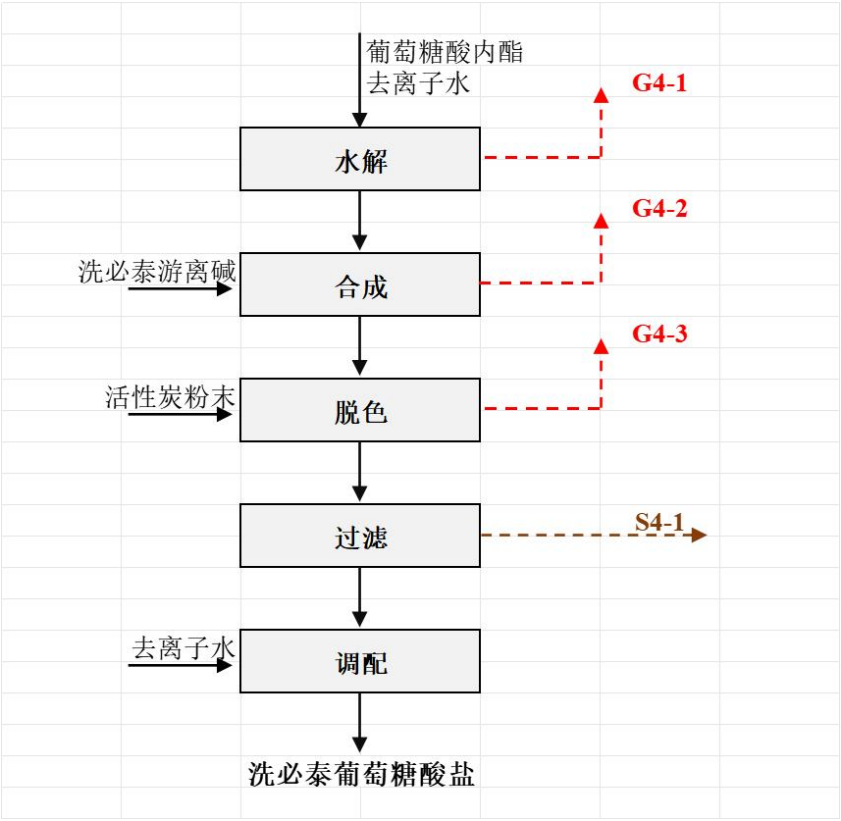 葡萄糖酸内酯
去离子水
G4-1
水解
G4-2
洗必泰游离碱
合成
G4-3
活性炭粉末
脱色
过滤
S4-1
去离子水
调配
洗必泰葡萄糖酸盐